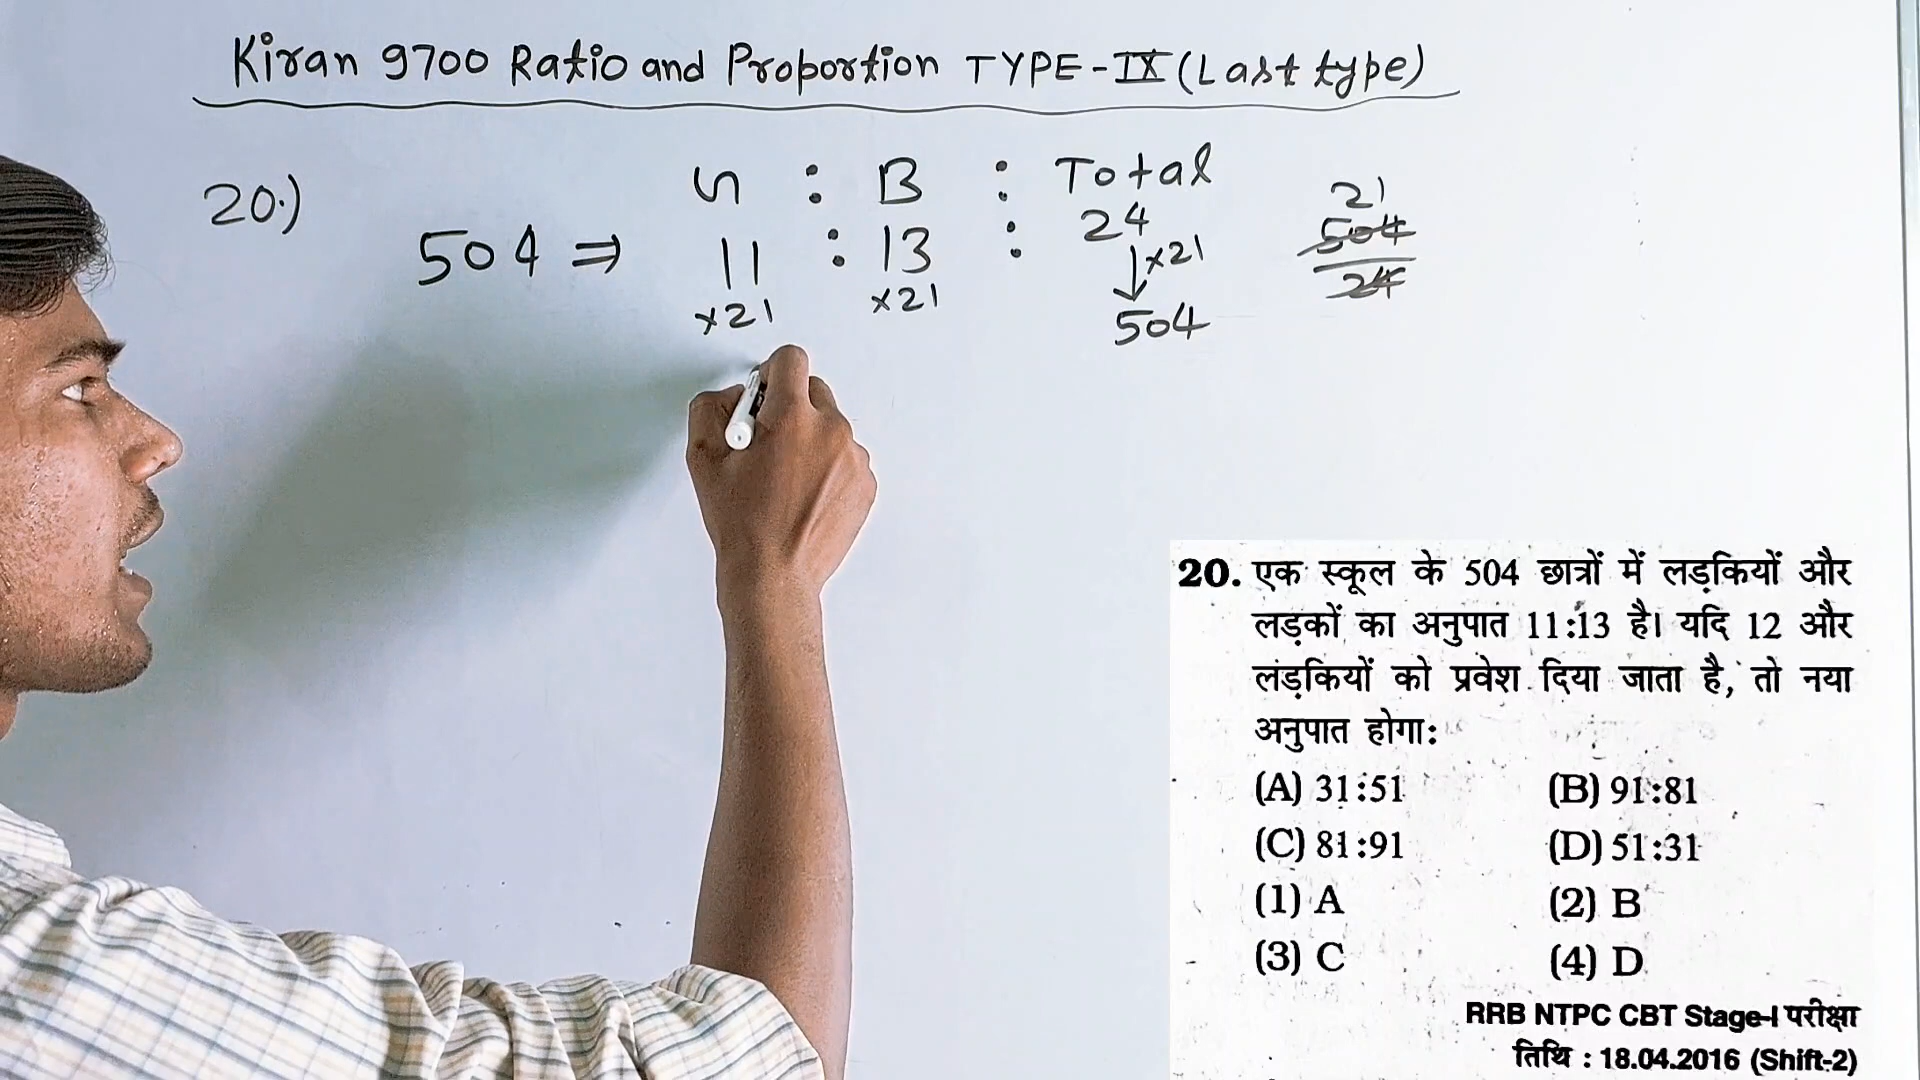 Kiran 9700 Ratio and Proportion TYPE-IX (Last type)
20.)
G : B : Total
504 ⇒ 11 : 13 : 24
×21 ×21 ↓×21
504
21
504
24
20. एक स्कूल के 504 छात्रों में लड़कियों और
लड़कों का अनुपात 11:13 है। यदि 12 और
लड़कियों को प्रवेश दिया जाता है, तो नया
अनुपात होगा:
(A) 31:51 (B) 91:81
(C) 81:91 (D) 51:31
(1) A (2) B
(3) C (4) D
RRB NTPC CBT Stage-I परीक्षा
तिथि : 18.04.2016 (Shift-2)